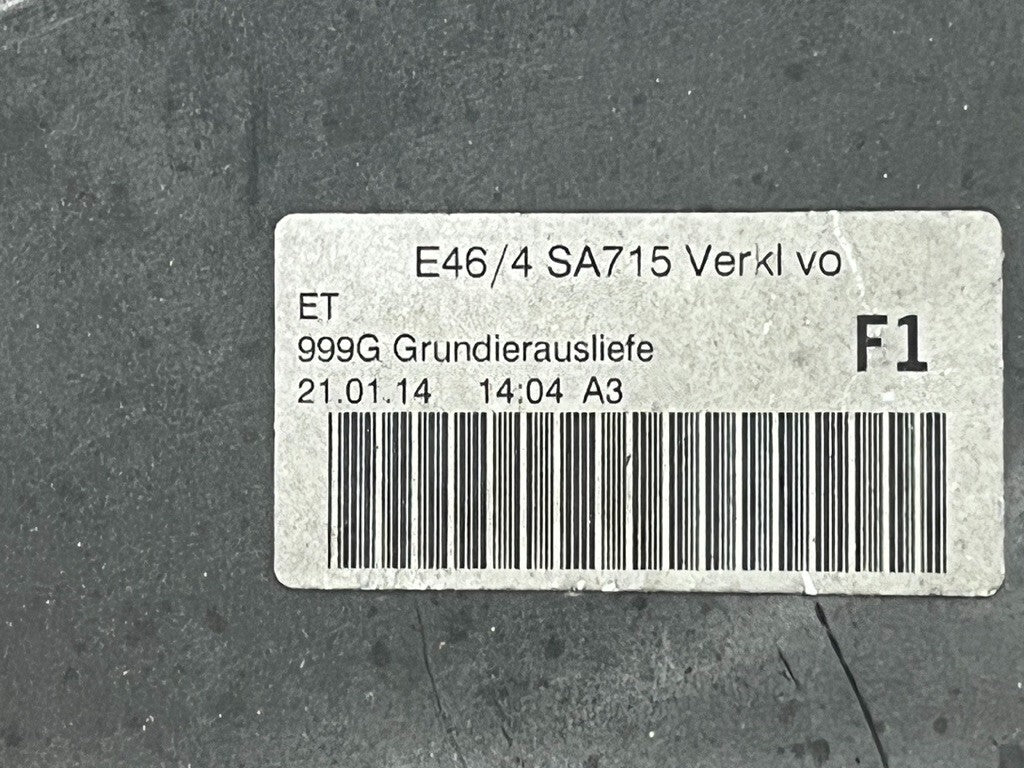 E46/4 SA715 Verkl vo
ET
999G Grundierausliefe
F1
21.01.14 14:04 A3